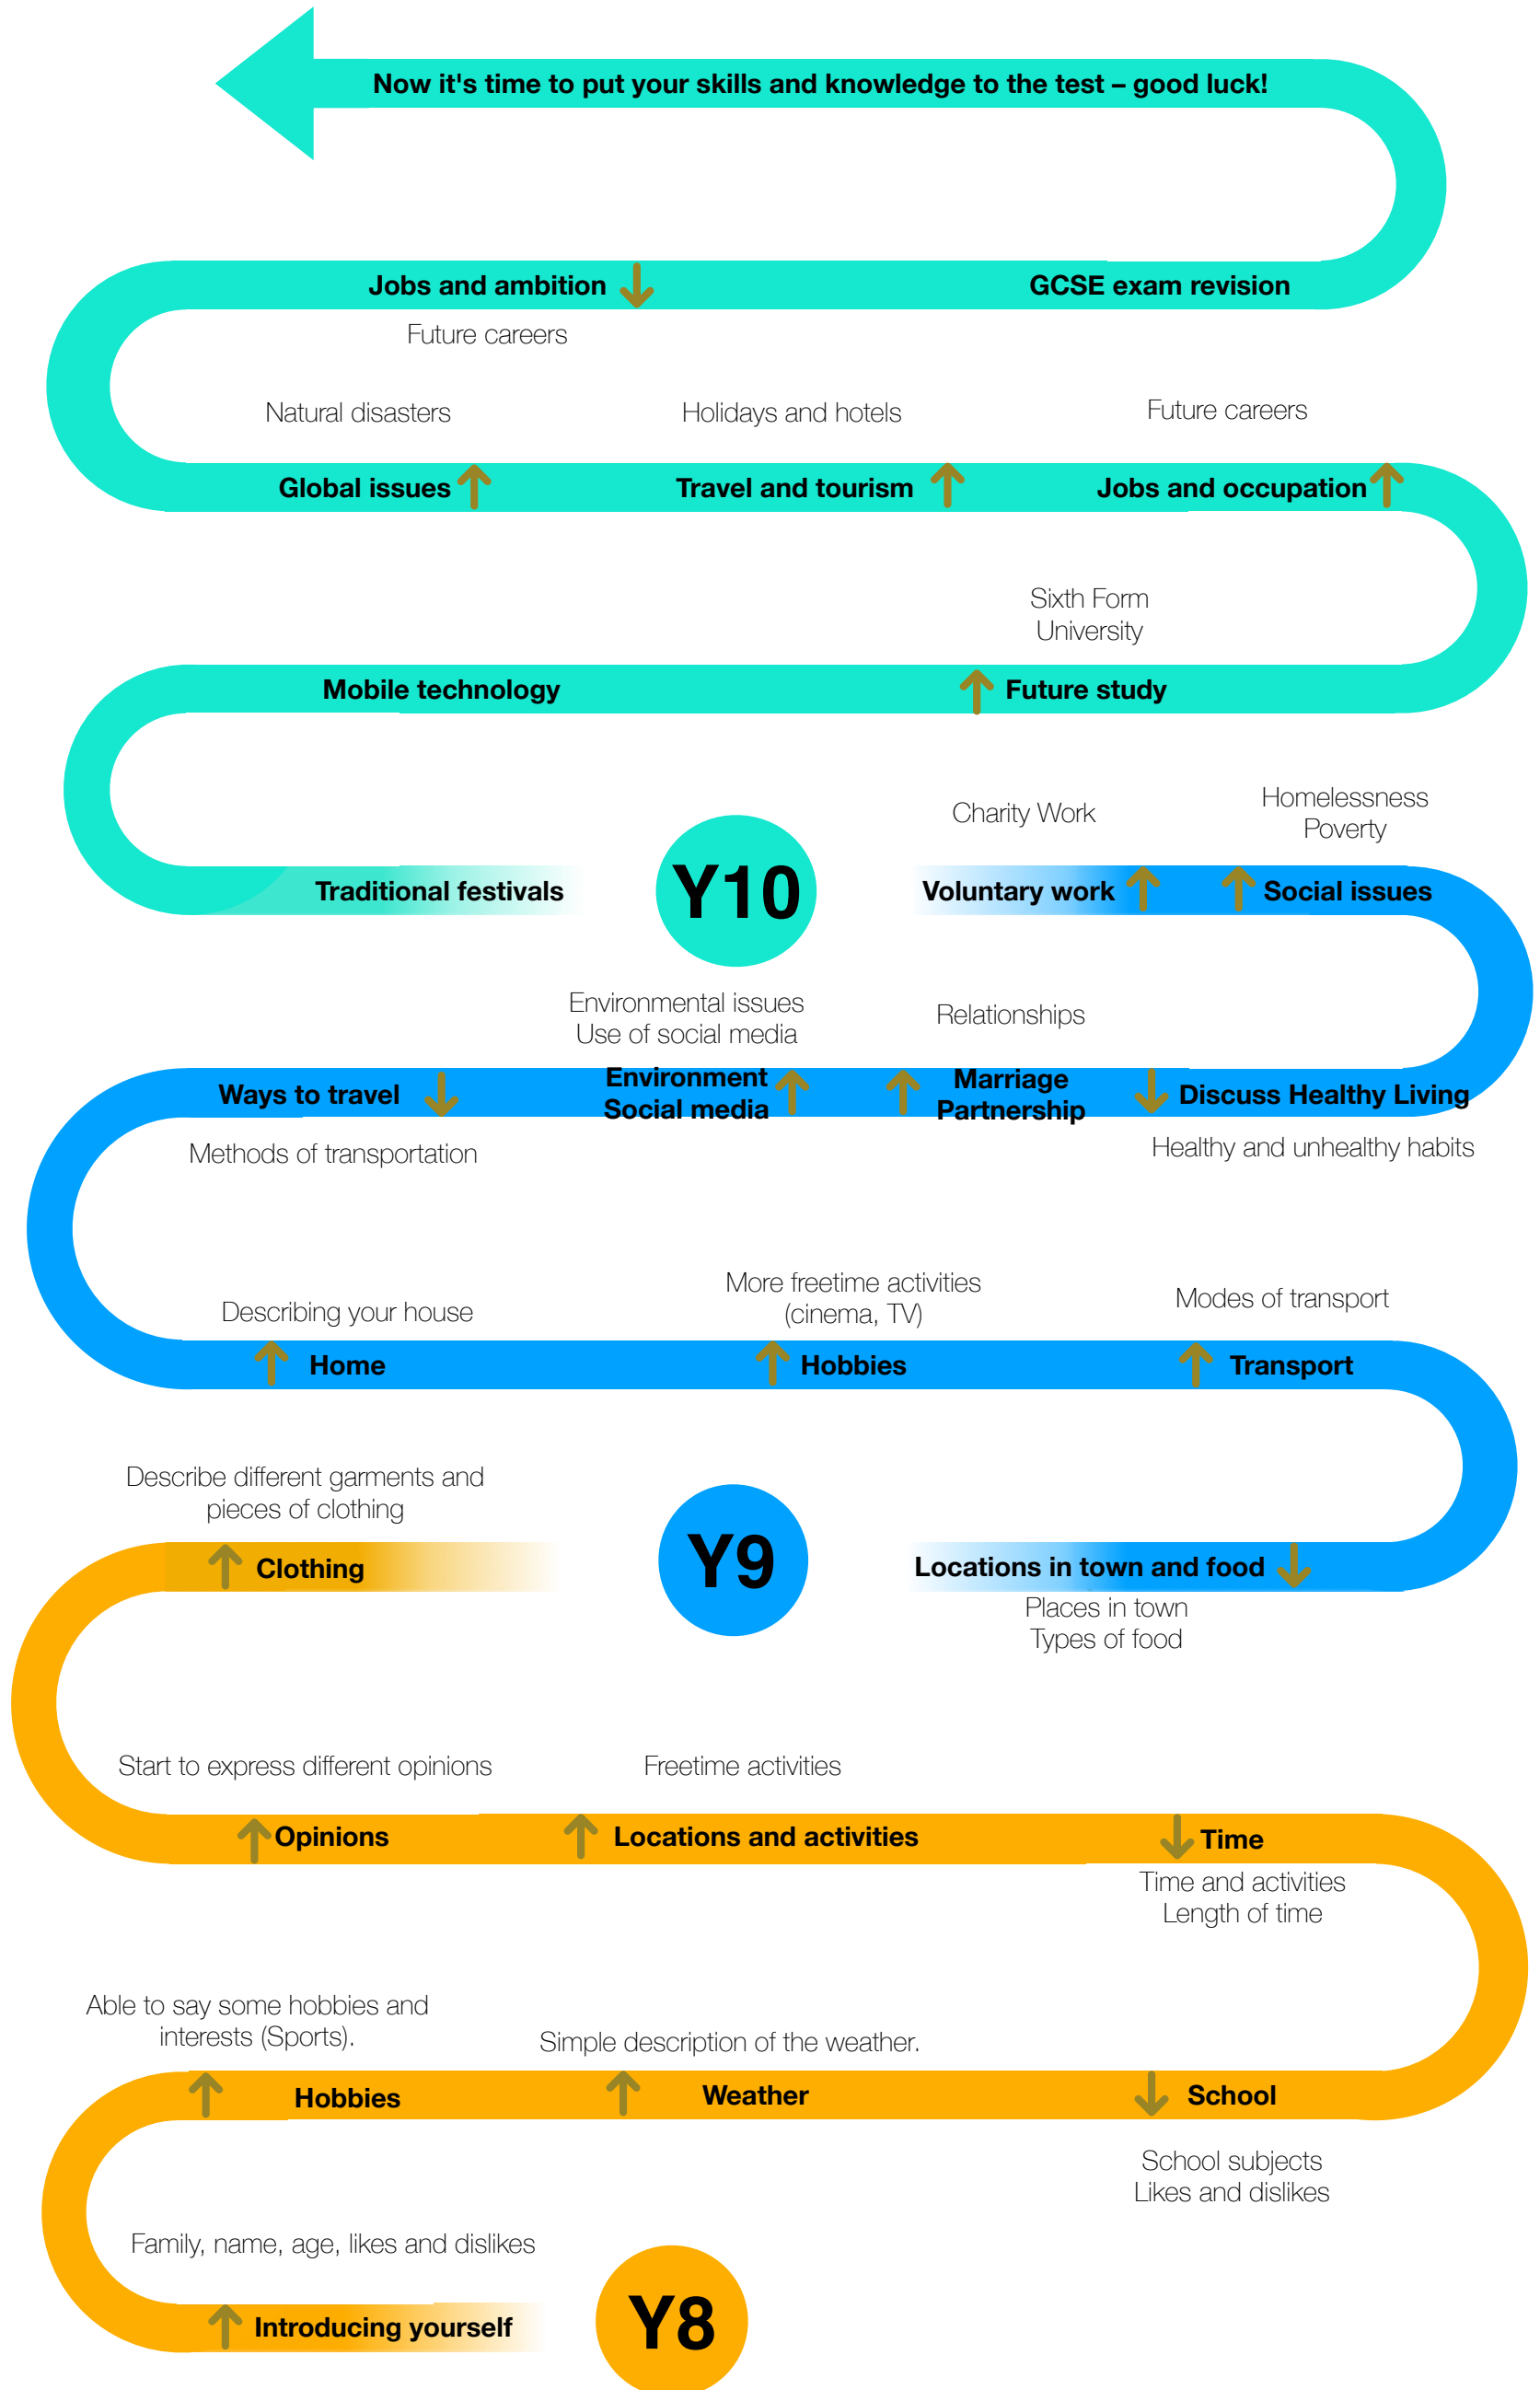 Now it's time to put your skills and knowledge to the test – good luck!
Jobs and ambition
GCSE exam revision
Future careers
Natural disasters
Holidays and hotels
Future careers
Global issues
Travel and tourism
Jobs and occupation
Sixth Form
University
Mobile technology
Future study
Charity Work
Homelessness
Poverty
Traditional festivals
Y10
Voluntary work
Social issues
Environmental issues
Use of social media
Relationships
Ways to travel
Environment
Social media
Marriage
Partnership
Discuss Healthy Living
Methods of transportation
Healthy and unhealthy habits
Describing your house
More freetime activities
(cinema, TV)
Modes of transport
Home
Hobbies
Transport
Describe different garments and
pieces of clothing
Clothing
Y9
Locations in town and food
Places in town
Types of food
Start to express different opinions
Freetime activities
Opinions
Locations and activities
Time
Time and activities
Length of time
Able to say some hobbies and
interests (Sports).
Simple description of the weather.
Hobbies
Weather
School
School subjects
Likes and dislikes
Family, name, age, likes and dislikes
Introducing yourself
Y8